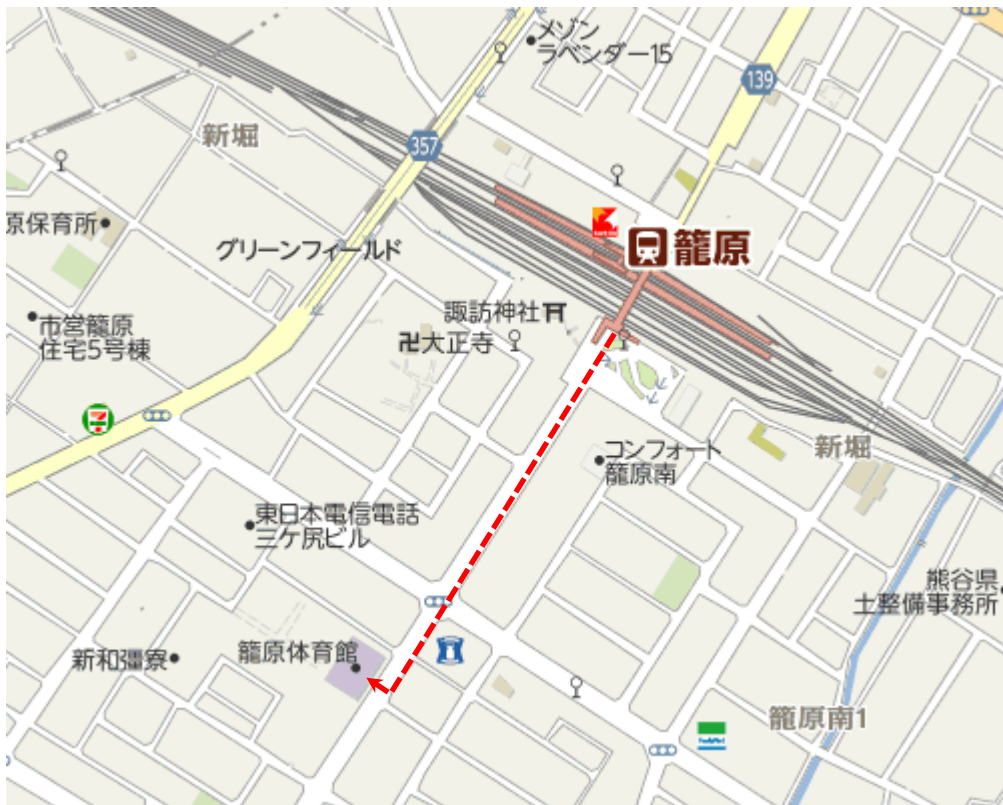 メゾン
ラベンダー15
139
新堀
357
原保育所
グリーンフィールド
籠原
諏訪神社
市営籠原
住宅5号棟
卍大正寺
7
コンフォート
籠原南
新堀
東日本電信電話
三ケ尻ビル
熊谷県
土整備事務所
籠原体育館
新和彊寮
籠原南1
FamilyMart